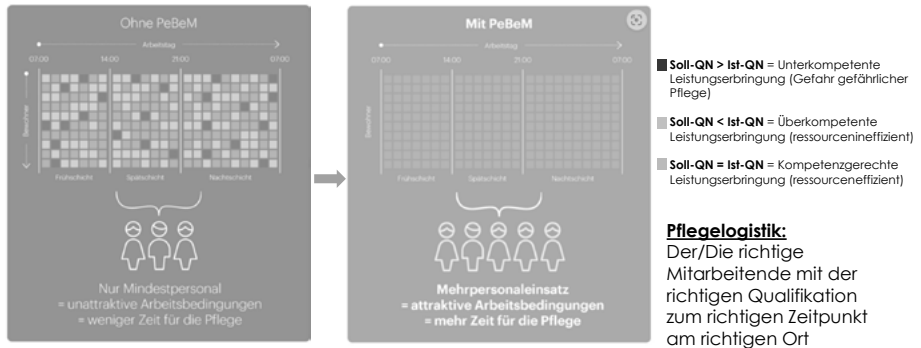 Ohne PeBeM
Arbeitstag
07:00 14:00 21:00 07:00
Bewohner
Frühschicht Spätschicht Nachtschicht
Nur Mindestpersonal
= unattraktive Arbeitsbedingungen
= weniger Zeit für die Pflege
Mit PeBeM
Arbeitstag
07:00 14:00 21:00 07:00
Bewohner
Frühschicht Spätschicht Nachtschicht
Mehrpersonaleinsatz
= attraktive Arbeitsbedingungen
= mehr Zeit für die Pflege
Soll-QN > Ist-QN = Unterkompetente
Leistungserbringung (Gefahr gefährlicher
Pflege)
Soll-QN < Ist-QN = Überkompetente
Leistungserbringung (ressourcenineffizient)
Soll-QN = Ist-QN = Kompetenzgerechte
Leistungserbringung (ressourceneffizient)
Pflegelogistik:
Der/Die richtige
Mitarbeitende mit der
richtigen Qualifikation
zum richtigen Zeitpunkt
am richtigen Ort